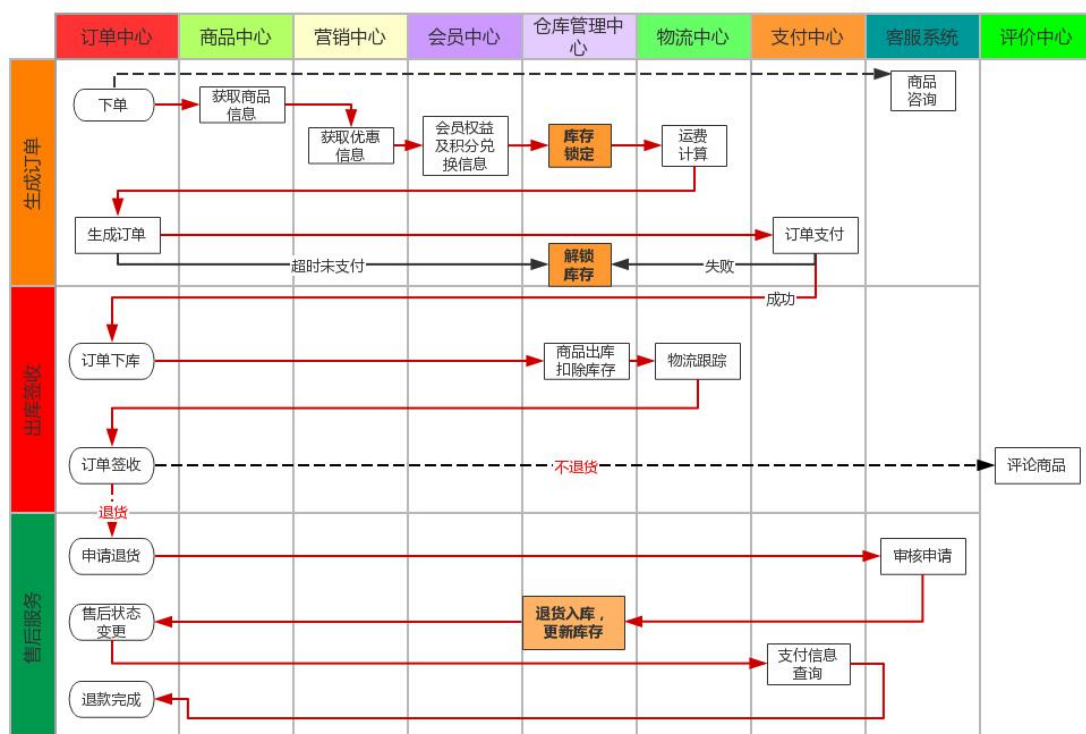 订单中心
商品中心
营销中心
会员中心
仓库管理中
心
物流中心
支付中心
客服系统
评价中心
生成订单
下单
获取商品
信息
商品
咨询
获取优惠
信息
会员权益
及积分兑
换信息
库存
锁定
运费
计算
生成订单
订单支付
超时未支付
解锁
库存
失败
成功
出库签收
订单下库
商品出库
扣除库存
物流跟踪
订单签收
不退货
评论商品
退货
售后服务
申请退货
审核申请
售后状态
变更
退货入库，
更新库存
支付信息
查询
退款完成